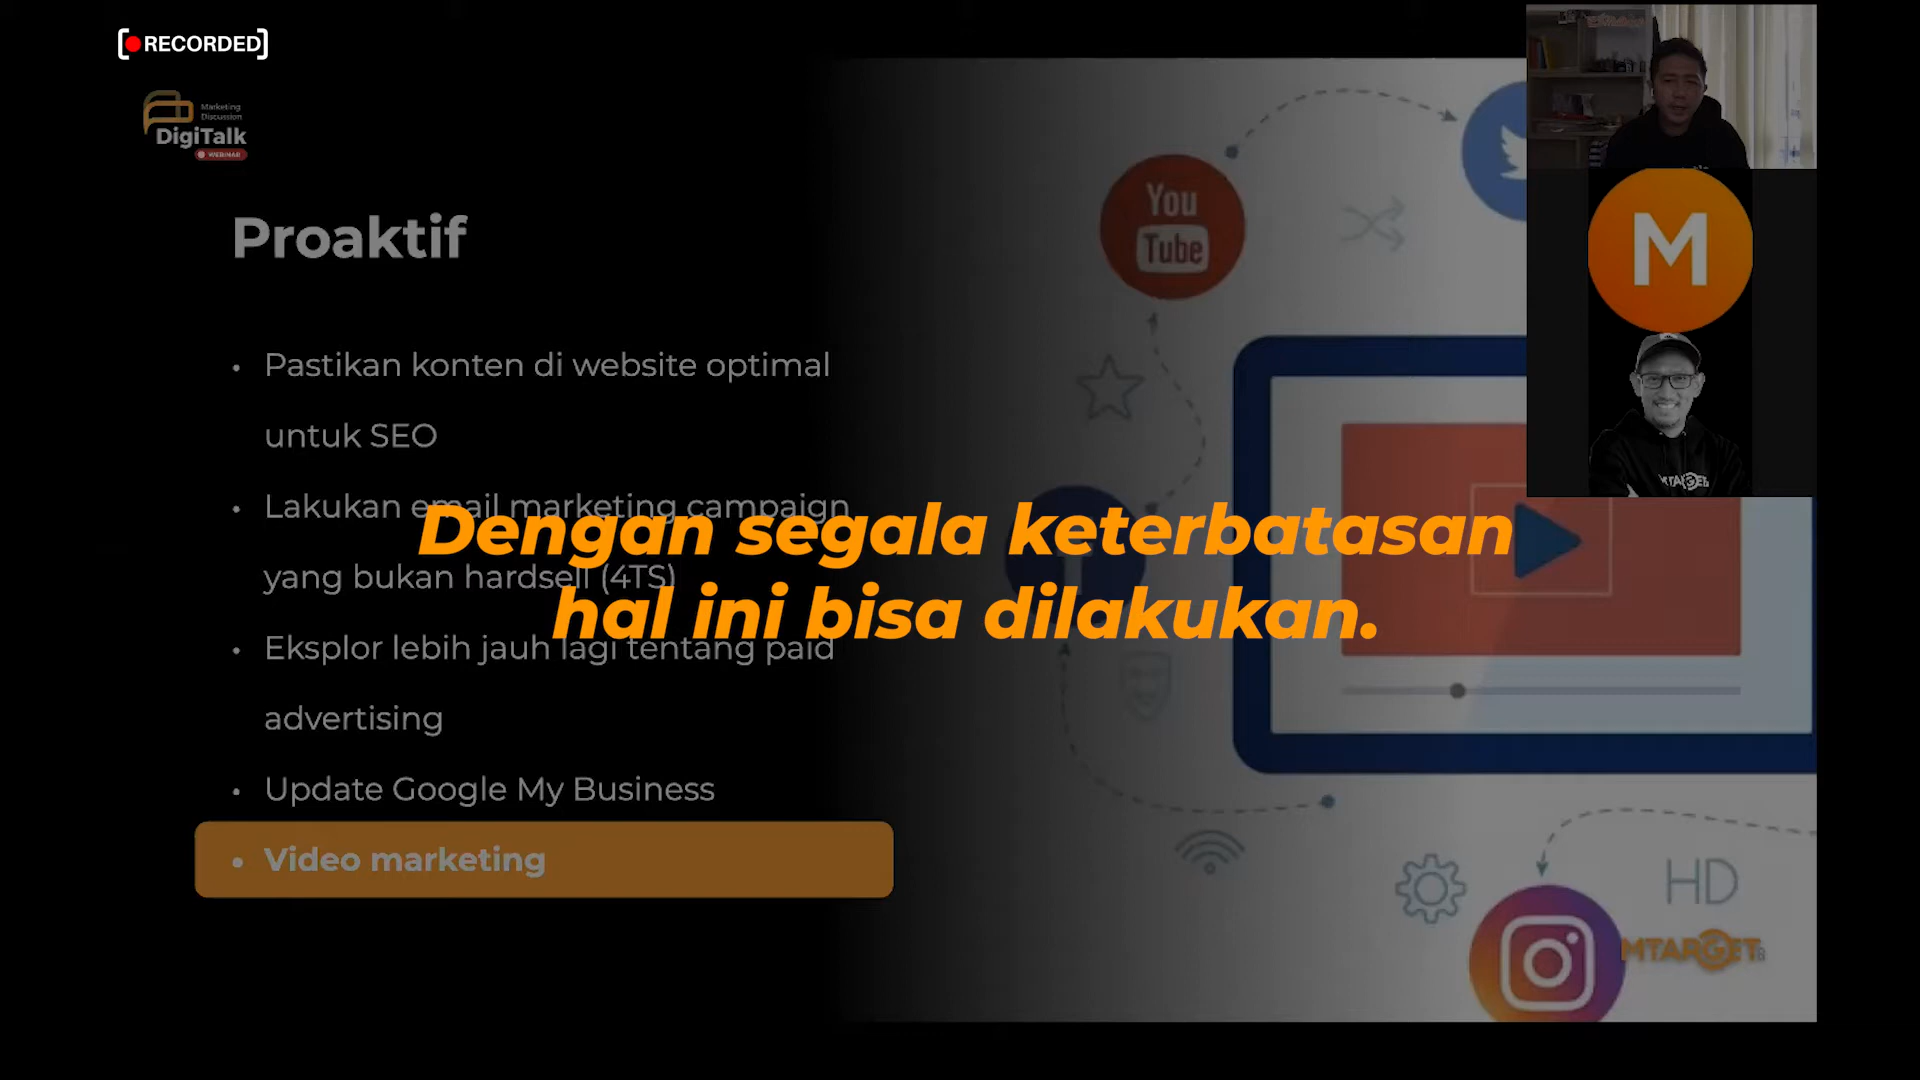 [RECORDED]
Marketing
Discussion
DigiTalk
WEBINAR
Proaktif
• Pastikan konten di website optimal
untuk SEO
• Lakukan email marketing campaign
yang bukan hardsell (4TS)
• Eksplor lebih jauh lagi tentang paid
advertising
• Update Google My Business
• Video marketing
Dengan segala keterbatasan
hal ini bisa dilakukan.
You
Tube
M
MTARGET
HD
MTARGET